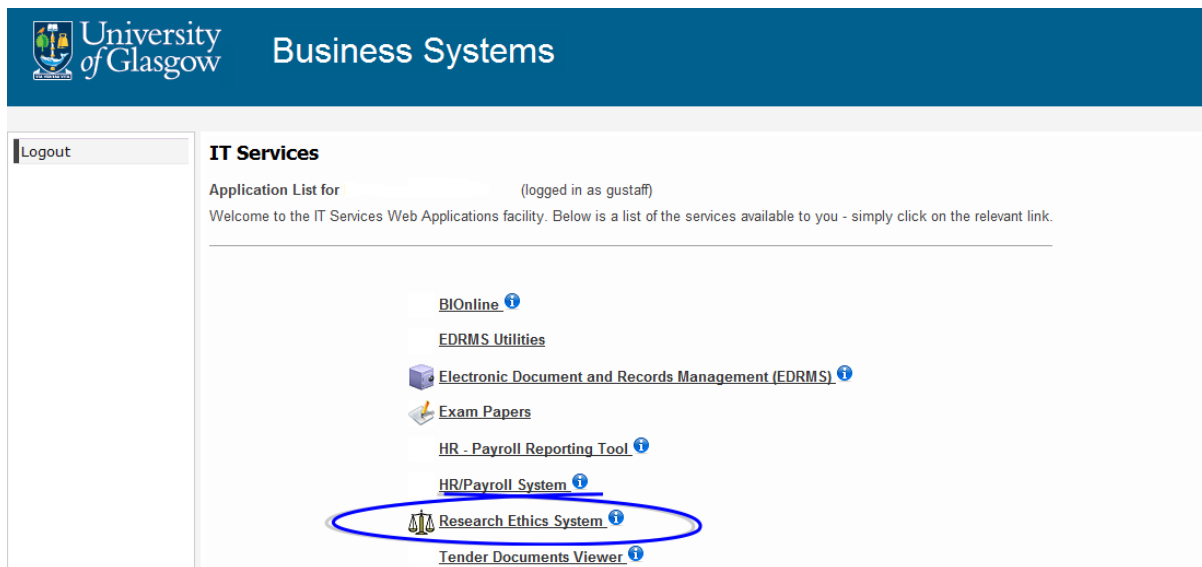 University
of Glasgow
Business Systems
Logout
IT Services
Application List for (logged in as gustaff)
Welcome to the IT Services Web Applications facility. Below is a list of the services available to you - simply click on the relevant link.
BIOnline
EDRMS Utilities
Electronic Document and Records Management (EDRMS)
Exam Papers
HR - Payroll Reporting Tool
HR/Payroll System
Research Ethics System
Tender Documents Viewer